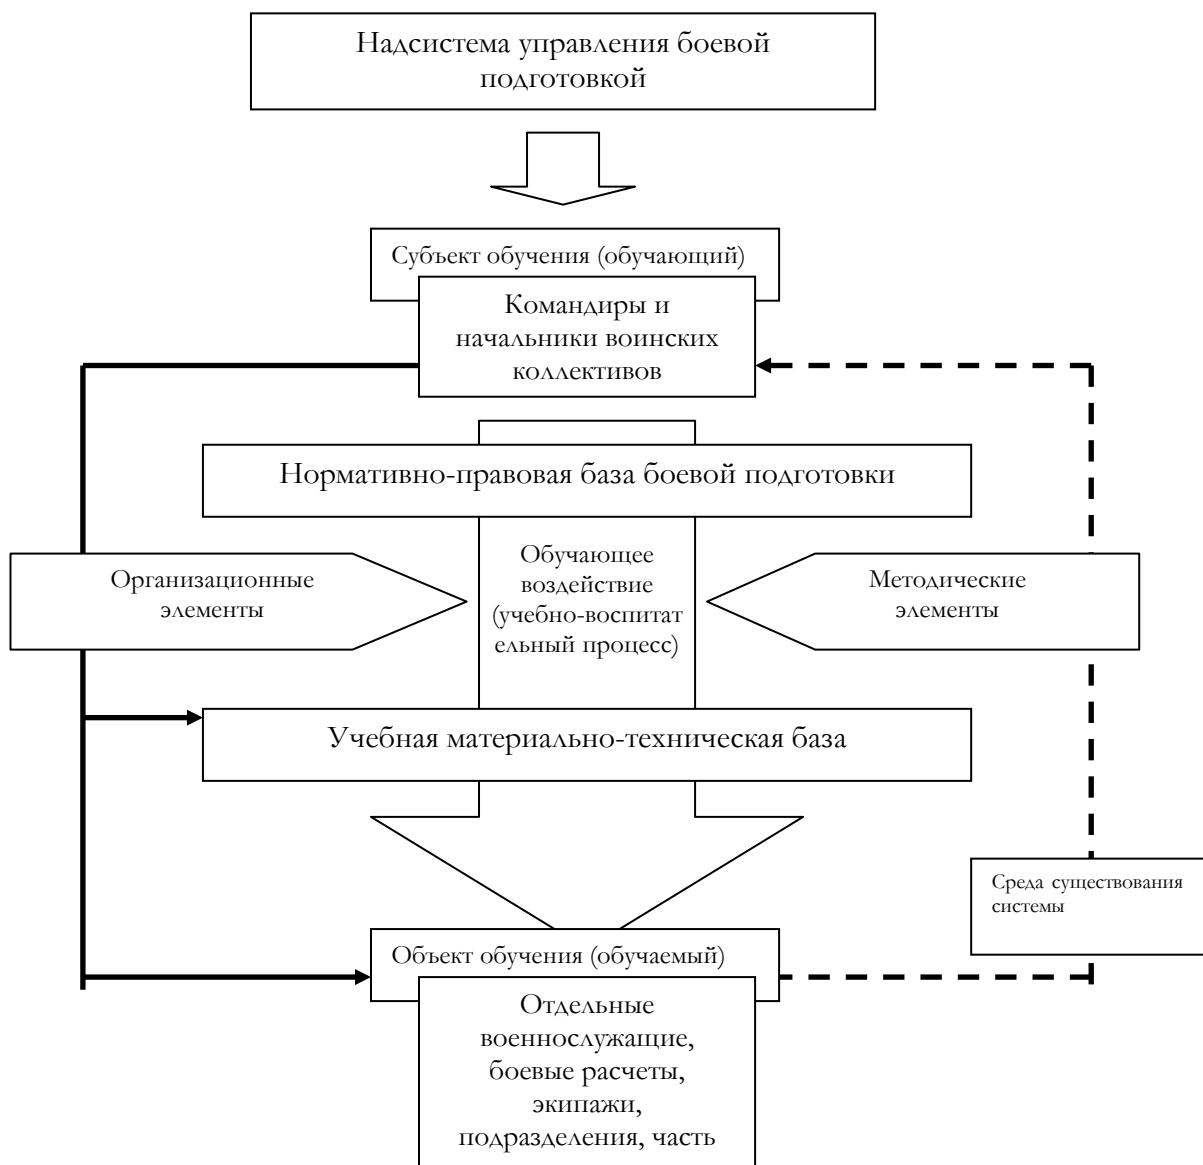 Надсистема управления боевой
подготовкой
Субъект обучения (обучающий)
Командиры и
начальники воинских
коллективов
Нормативно-правовая база боевой подготовки
Организационные
элементы
Обучающее
воздействие
(учебно-воспитат
ельный процесс)
Методические
элементы
Учебная материально-техническая база
Среда существования
системы
Объект обучения (обучаемый)
Отдельные
военнослужащие,
боевые расчеты,
экипажи,
подразделения, часть